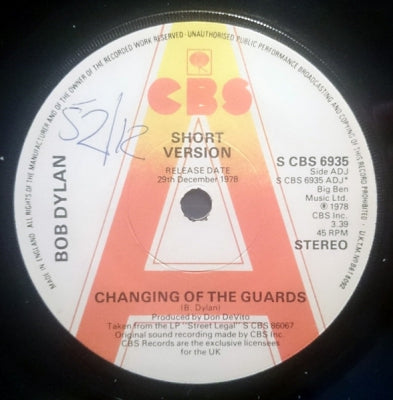 ALL RIGHTS OF THE MANUFACTURER AND OF THE OWNER OF THE RECORDED WORK RESERVED - UNAUTHORISED PUBLIC PERFORMANCE BROADCASTING AND COPYING OF THIS RECORD PROHIBITED.
MADE IN ENGLAND
CBS
SHORT
VERSION
RELEASE DATE
29th December 1978
BOB DYLAN
S CBS 6935
Side ADJ
S CBS 6935-ADJ*
Big Ben
Music Ltd.
℗ 1978
CBS Inc.
3.39
45 RPM
STEREO
CHANGING OF THE GUARDS
(B. Dylan)
Produced by Don DeVito
Taken from the LP "Street Legal" S CBS 86067
Original sound recording made by CBS Inc.
CBS Records are the exclusive licensees
for the UK